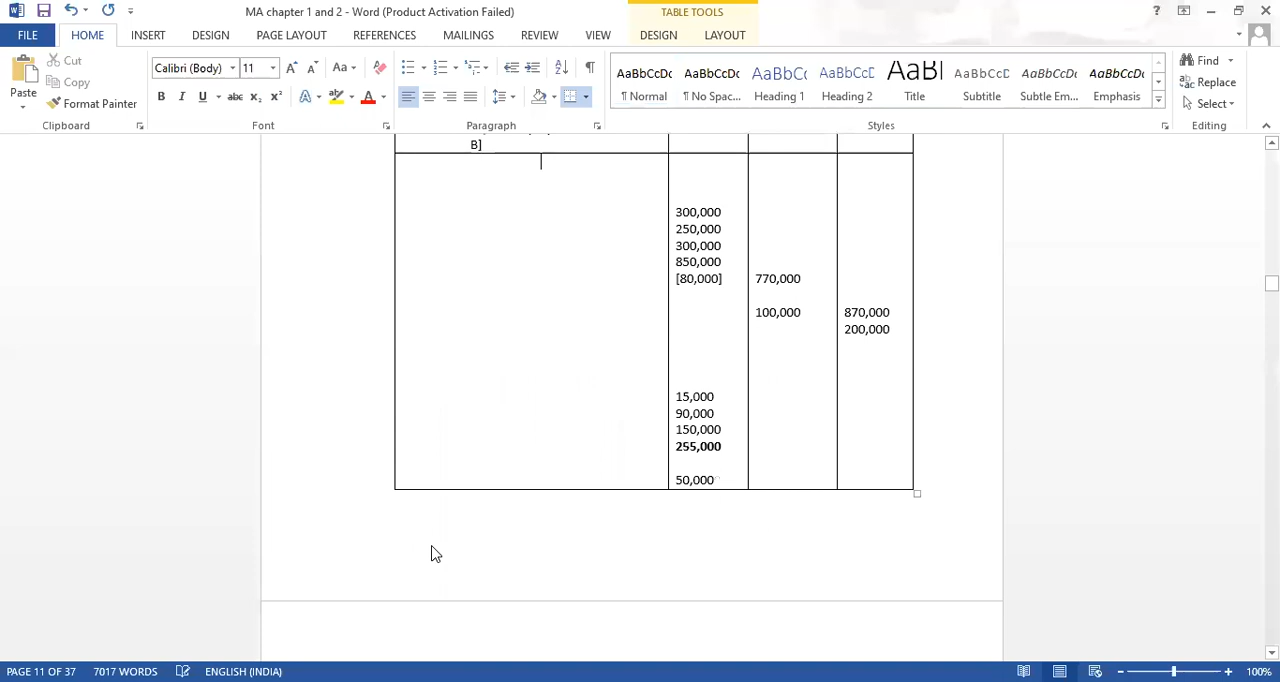 MA chapter 1 and 2 - Word (Product Activation Failed)
TABLE TOOLS
FILE HOME INSERT DESIGN PAGE LAYOUT REFERENCES MAILINGS REVIEW VIEW DESIGN LAYOUT
Paste
Cut
Copy
Format Painter
Clipboard
Calibri (Body) 11
Font
Paragraph
AaBbCcDc AaBbCcDc AaBbCc AaBbCcD AaBl AaBbCcD AaBbCcDc AaBbCcDc
¶ Normal ¶ No Spac... Heading 1 Heading 2 Title Subtitle Subtle Em... Emphasis
Styles
Find
Replace
Select
Editing
B]
300,000
250,000
300,000
850,000
[80,000] 770,000
100,000 870,000
200,000
15,000
90,000
150,000
255,000
50,000
PAGE 11 OF 37 7017 WORDS ENGLISH (INDIA) 100%